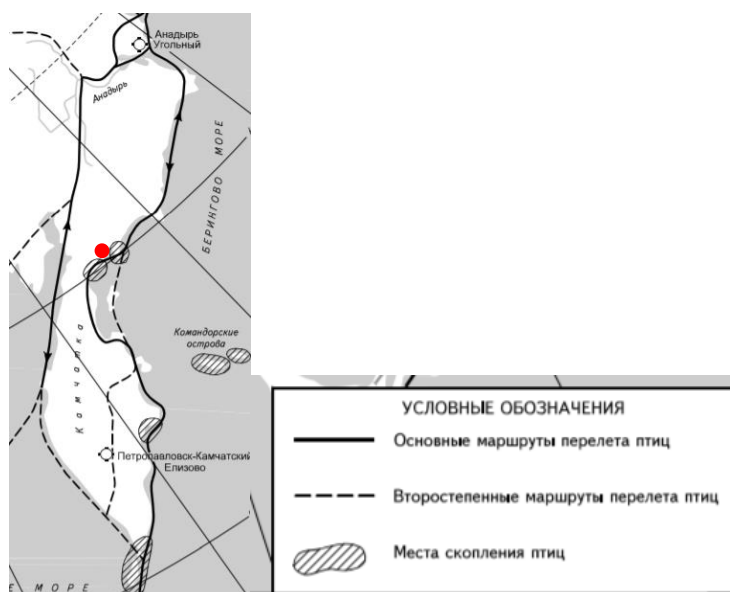 Анадырь
Угольный
Анадырь
БЕРИНГОВО МОРЕ
Командорские
острова
Камчатка
Петропавловск-Камчатский
Елизово
Е МОРЕ
УСЛОВНЫЕ ОБОЗНАЧЕНИЯ
Основные маршруты перелета птиц
Второстепенные маршруты перелета птиц
Места скопления птиц